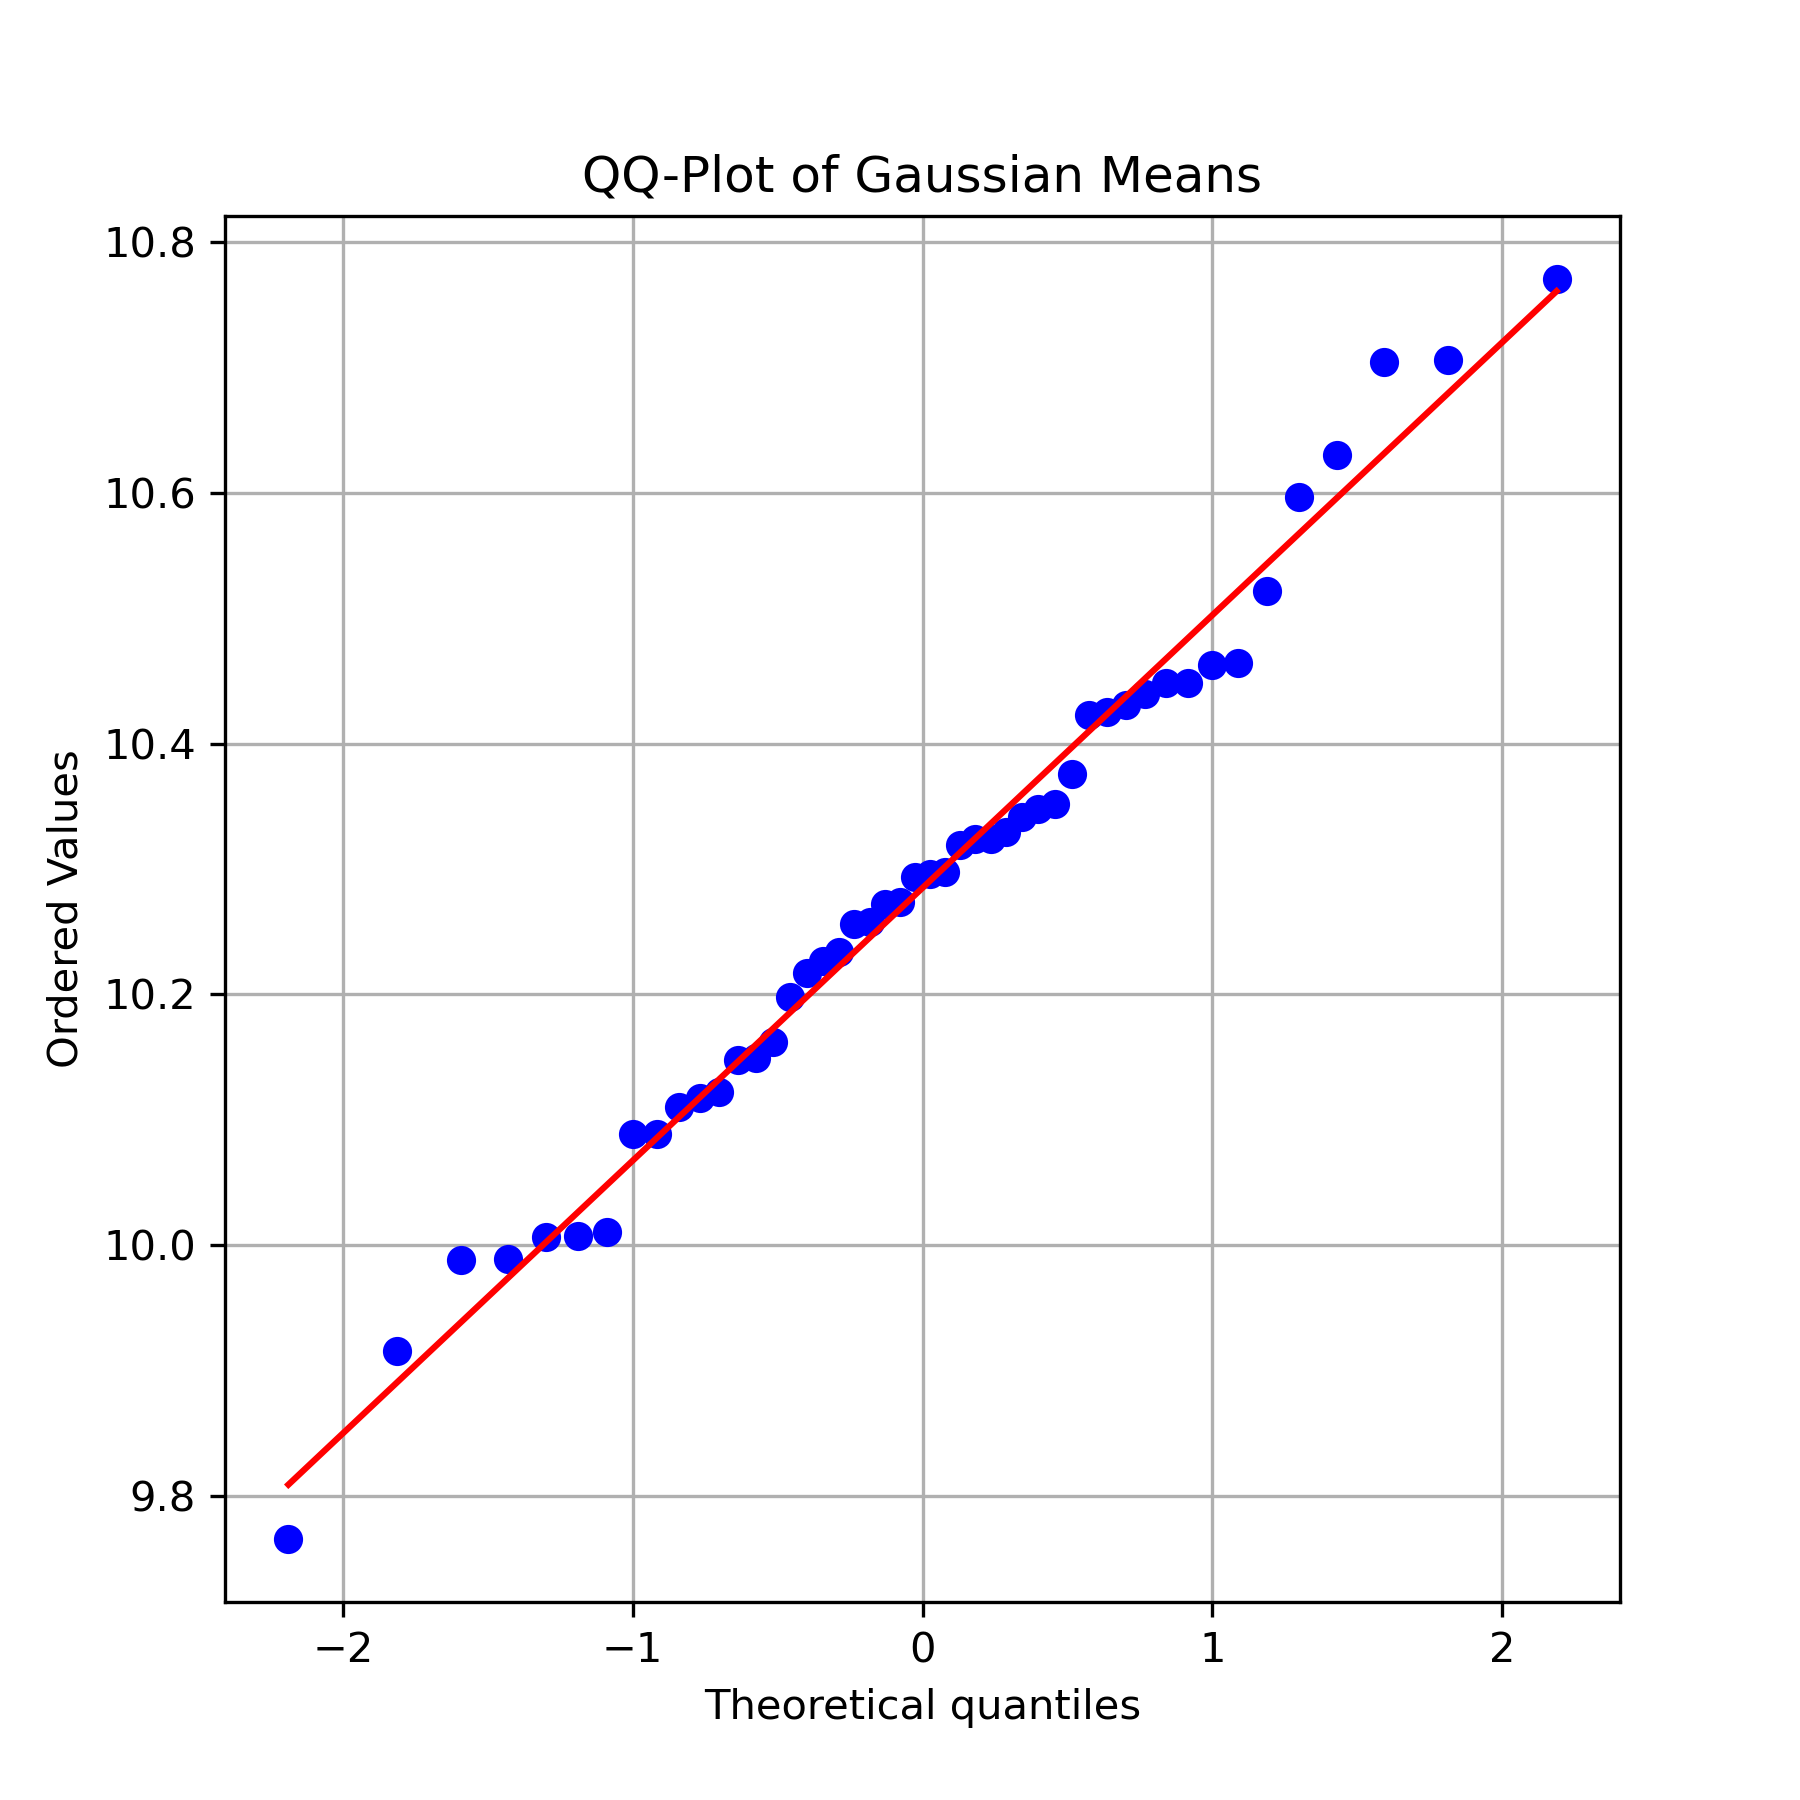 QQ-Plot of Gaussian Means
10.8
10.6
10.4
10.2
10.0
9.8
Ordered Values
−2 −1 0 1 2
Theoretical quantiles